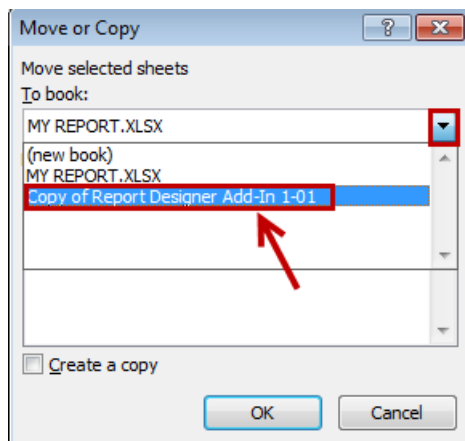 Move or Copy
Move selected sheets
To book:
MY REPORT.XLSX
(new book)
MY REPORT.XLSX
Copy of Report Designer Add-In 1-01
Create a copy
OK
Cancel